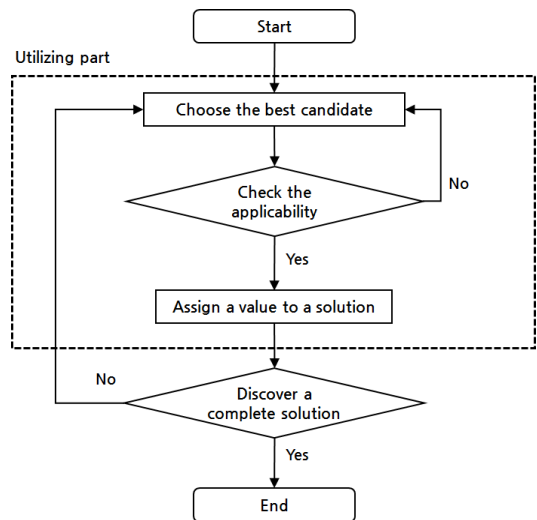 Start
Utilizing part
Choose the best candidate
Check the
applicability
No
Yes
Assign a value to a solution
No
Discover a
complete solution
Yes
End